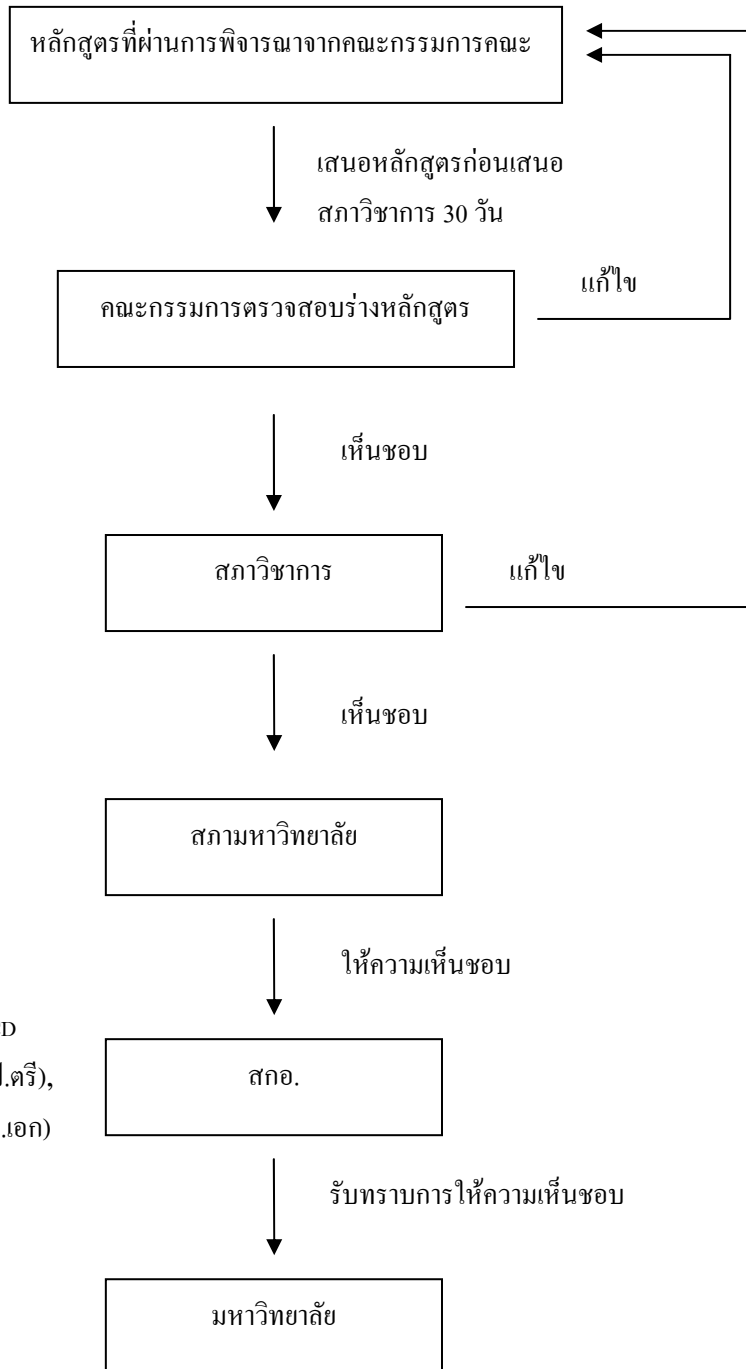 หลักสูตรที่ผ่านการพิจารณาจากคณะกรรมการคณะ
เสนอหลักสูตรก่อนเสนอ
สภาวิชาการ 30 วัน
แก้ไข
คณะกรรมการตรวจสอบร่างหลักสูตร
เห็นชอบ
สภาวิชาการ
แก้ไข
เห็นชอบ
สภามหาวิทยาลัย
ให้ความเห็นชอบ
สกอ.
.ตรี),
.เอก)
รับทราบการให้ความเห็นชอบ
มหาวิทยาลัย